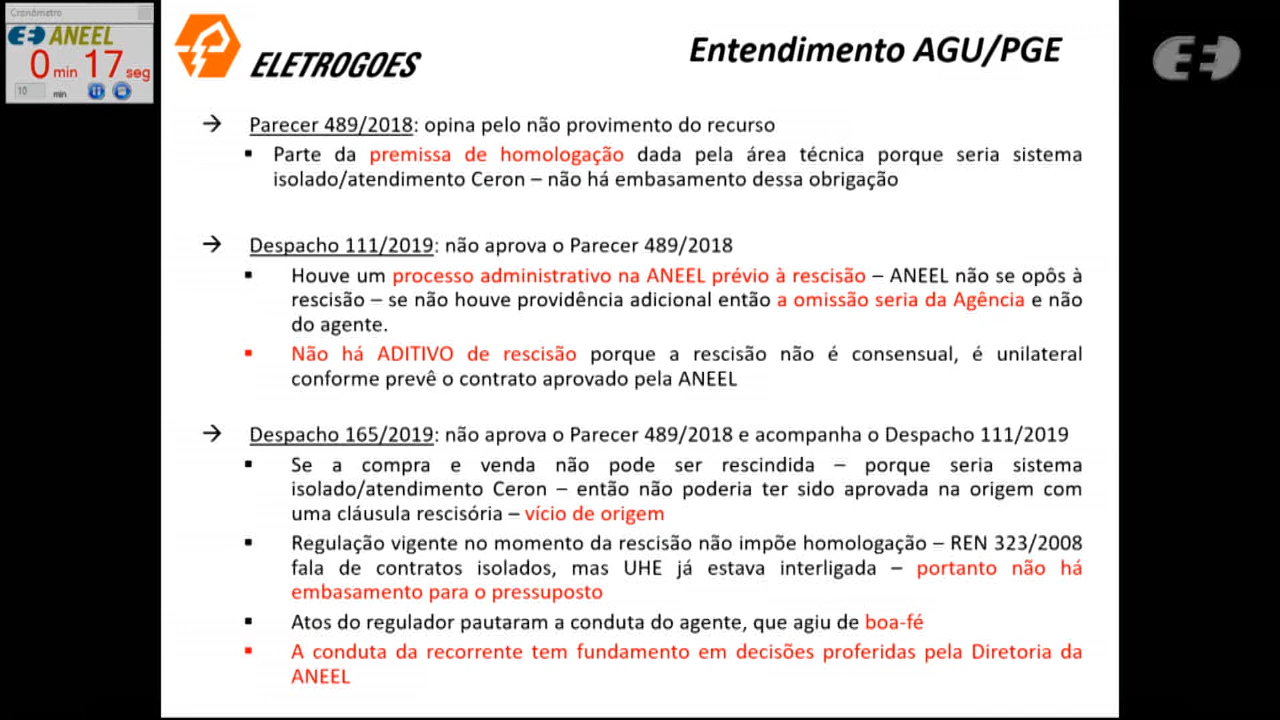 Cronômetro
ANEEL
0 min 17 seg
10 min
ELETROGOES
Entendimento AGU/PGE
→ Parecer 489/2018: opina pelo não provimento do recurso
▪ Parte da premissa de homologação dada pela área técnica porque seria sistema
isolado/atendimento Ceron – não há embasamento dessa obrigação
→ Despacho 111/2019: não aprova o Parecer 489/2018
▪ Houve um processo administrativo na ANEEL prévio à rescisão – ANEEL não se opôs à
rescisão – se não houve providência adicional então a omissão seria da Agência e não
do agente.
▪ Não há ADITIVO de rescisão porque a rescisão não é consensual, é unilateral
conforme prevê o contrato aprovado pela ANEEL
→ Despacho 165/2019: não aprova o Parecer 489/2018 e acompanha o Despacho 111/2019
▪ Se a compra e venda não pode ser rescindida – porque seria sistema
isolado/atendimento Ceron – então não poderia ter sido aprovada na origem com
uma cláusula rescisória – vício de origem
▪ Regulação vigente no momento da rescisão não impõe homologação – REN 323/2008
fala de contratos isolados, mas UHE já estava interligada – portanto não há
embasamento para o pressuposto
▪ Atos do regulador pautaram a conduta do agente, que agiu de boa-fé
▪ A conduta da recorrente tem fundamento em decisões proferidas pela Diretoria da
ANEEL